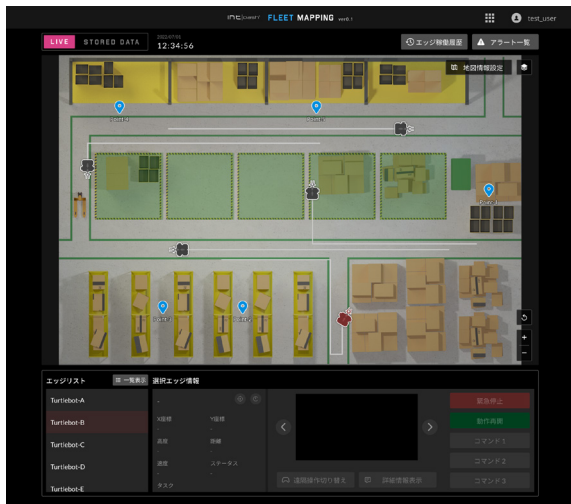 intdash FLEET MAPPING ver0.1
test_user
LIVE STORED DATA
12:34:56
エッジ稼働履歴
アラート一覧
地図情報設定
エッジリスト
一覧表示
選択エッジ情報
Turtlebot-A
Turtlebot-B
Turtlebot-C
Turtlebot-D
Turtlebot-E
-
X座標
Y座標
高度
距離
速度
ステータス
タスク
遠隔操作切り替え
詳細情報表示
緊急停止
動作再開
コマンド 1
コマンド 2
コマンド 3